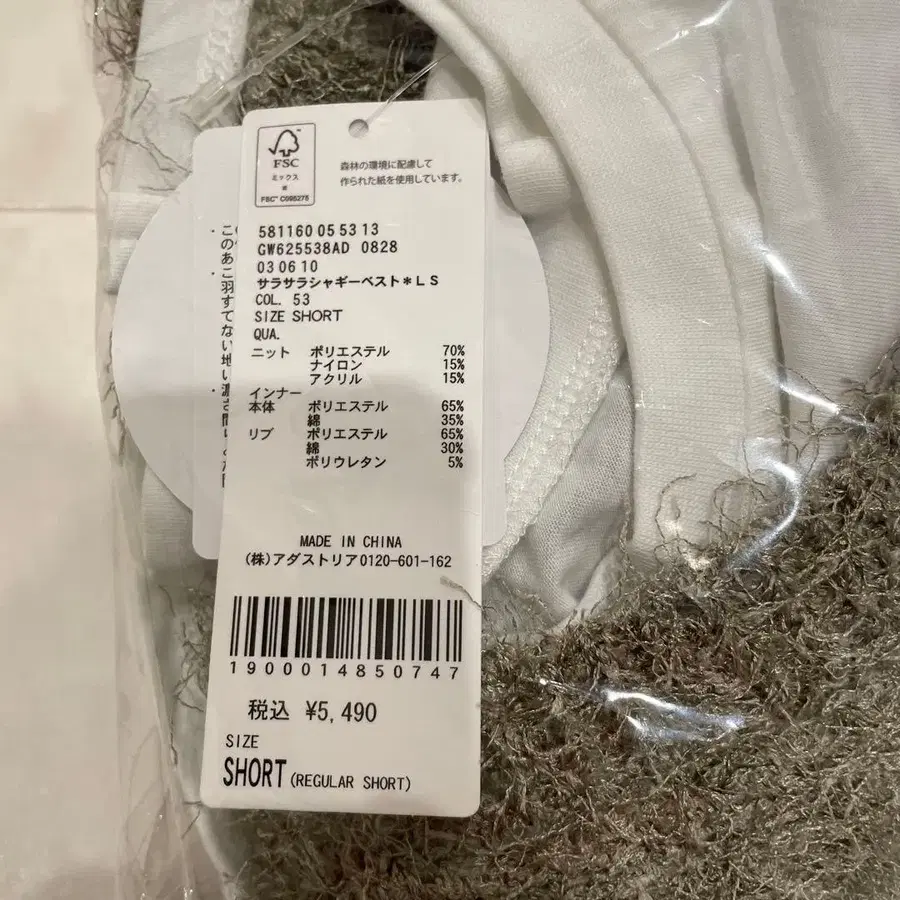 FSC
ミックス
紙
FSC™ C095275
森林の環境に配慮して
作られた紙を使用しています。
581160 05 53 13
GW625538AD 0828
03 06 10
サラサラシャギーベスト*LS
COL. 53
SIZE SHORT
QUA.
ニット ポリエステル 70%
ナイロン 15%
アクリル 15%
インナー
本体 ポリエステル 65%
綿 35%
リブ ポリエステル 65%
綿 30%
ポリウレタン 5%
MADE IN CHINA
(株)アダストリア0120-601-162
1900014850747
税込 ¥5,490
SIZE
SHORT (REGULAR SHORT)